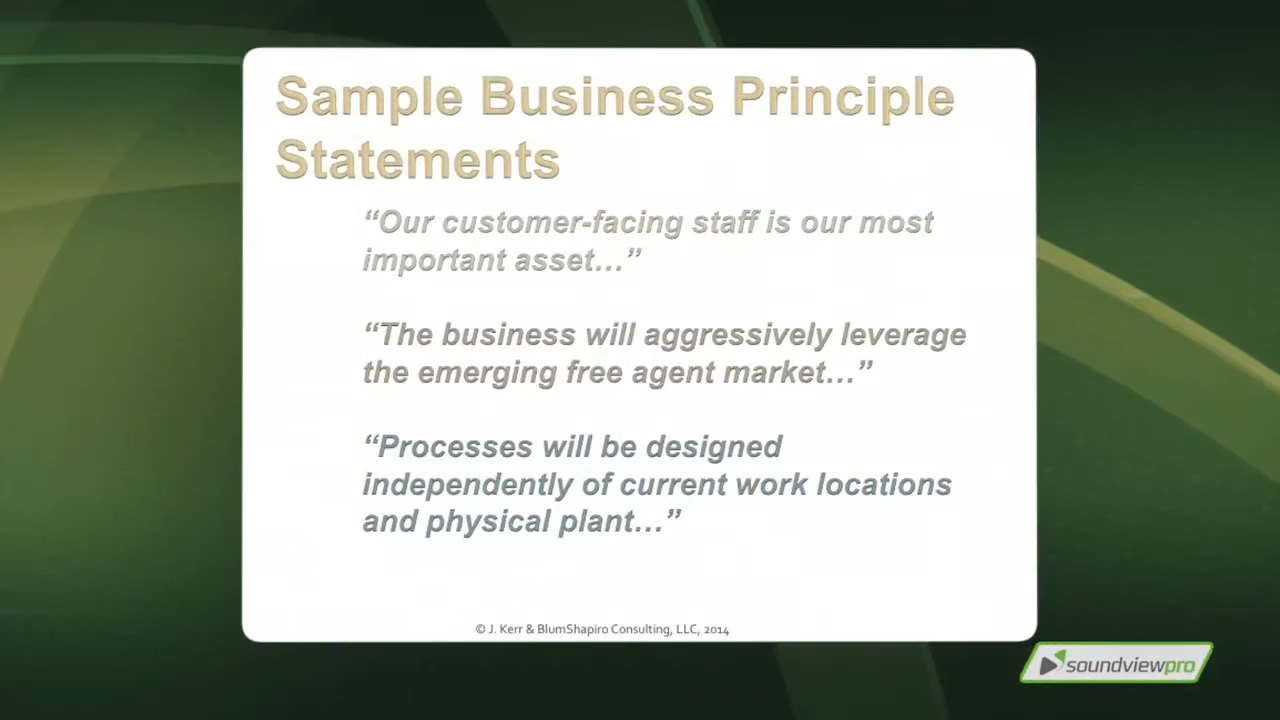 Sample Business Principle
Statements
“Our customer-facing staff is our most
important asset…”
“The business will aggressively leverage
the emerging free agent market…”
“Processes will be designed
independently of current work locations
and physical plant…”
© J. Kerr & BlumShapiro Consulting, LLC, 2014
soundviewpro